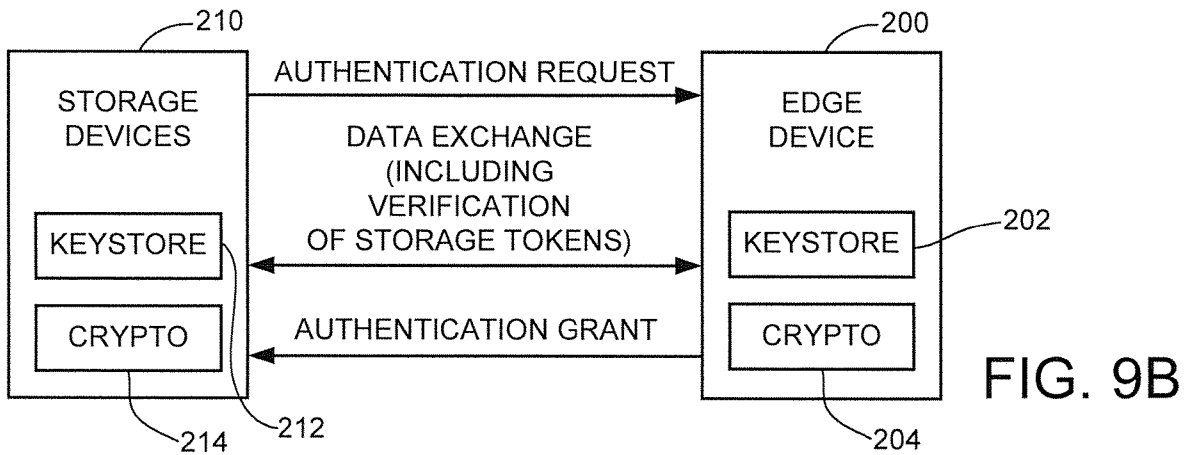 210
200
STORAGE
DEVICES
AUTHENTICATION REQUEST
EDGE
DEVICE
DATA EXCHANGE
(INCLUDING
VERIFICATION
OF STORAGE TOKENS)
KEYSTORE
KEYSTORE
202
CRYPTO
AUTHENTICATION GRANT
CRYPTO
FIG. 9B
214
212
204